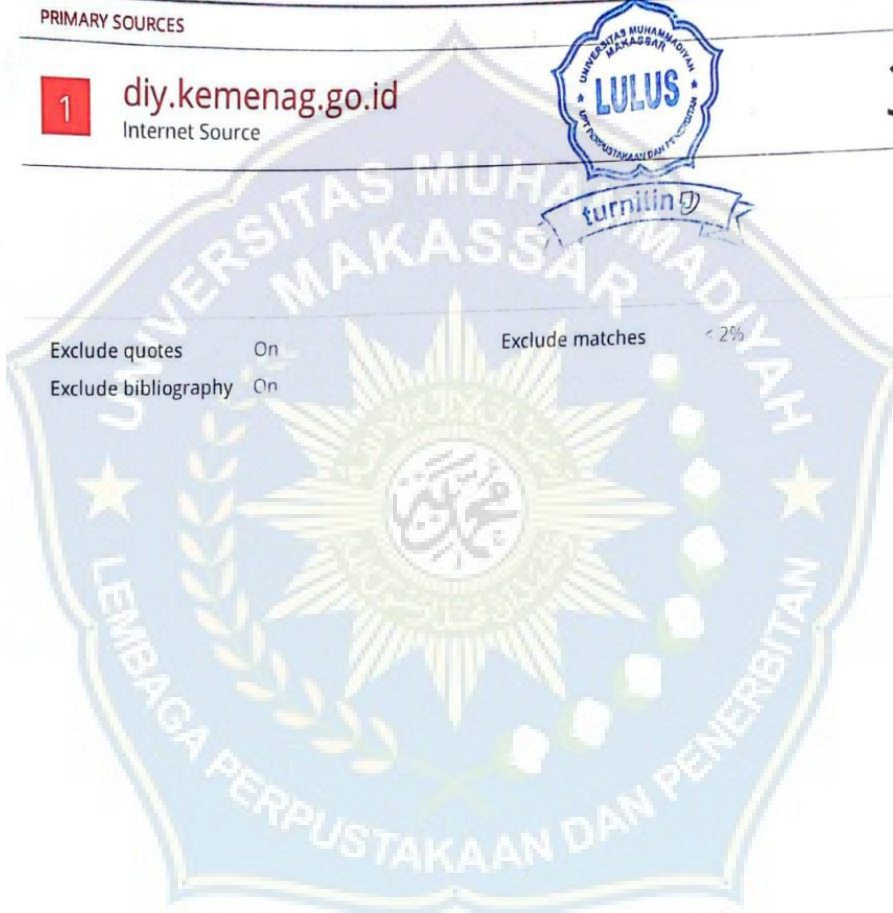 PRIMARY SOURCES
UNIVERSITAS MUHAMMADIYAH
MAKASSAR
LULUS
UPT PERPUSTAKAAN DAN PENERBITAN
turnitin
1
diy.kemenag.go.id
Internet Source
UNIVERSITAS MUHAMMADIYAH
MAKASSAR
Exclude quotes On
Exclude matches < 2%
Exclude bibliography On
LEMBAGA PERPUSTAKAAN DAN PENERBITAN